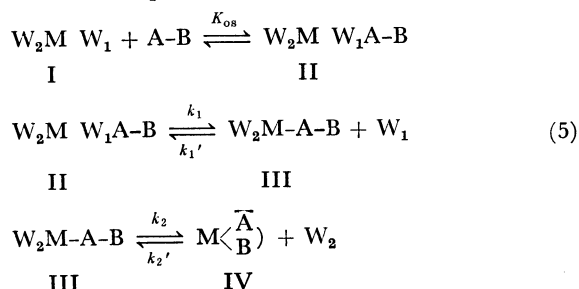 K_os
W₂M W₁ + A–B ⇌ W₂M W₁A–B
I II
k₁
W₂M W₁A–B ⇌ W₂M–A–B + W₁ (5)
k₁′
II III
k₂
W₂M–A–B ⇌ M<(A̅ B) + W₂
k₂′
III IV